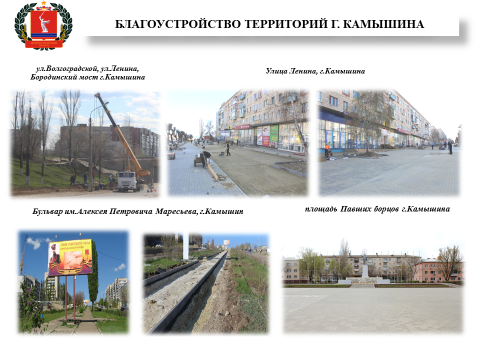 БЛАГОУСТРОЙСТВО ТЕРРИТОРИЙ Г. КАМЫШИНА
ул.Волгоградской, ул.Ленина,
Бородинский мост г.Камышина
Улица Ленина, г.Камышина
Бульвар им.Алексея Петровича Маресьева, г.Камышин
площадь Павших борцов г.Камышина